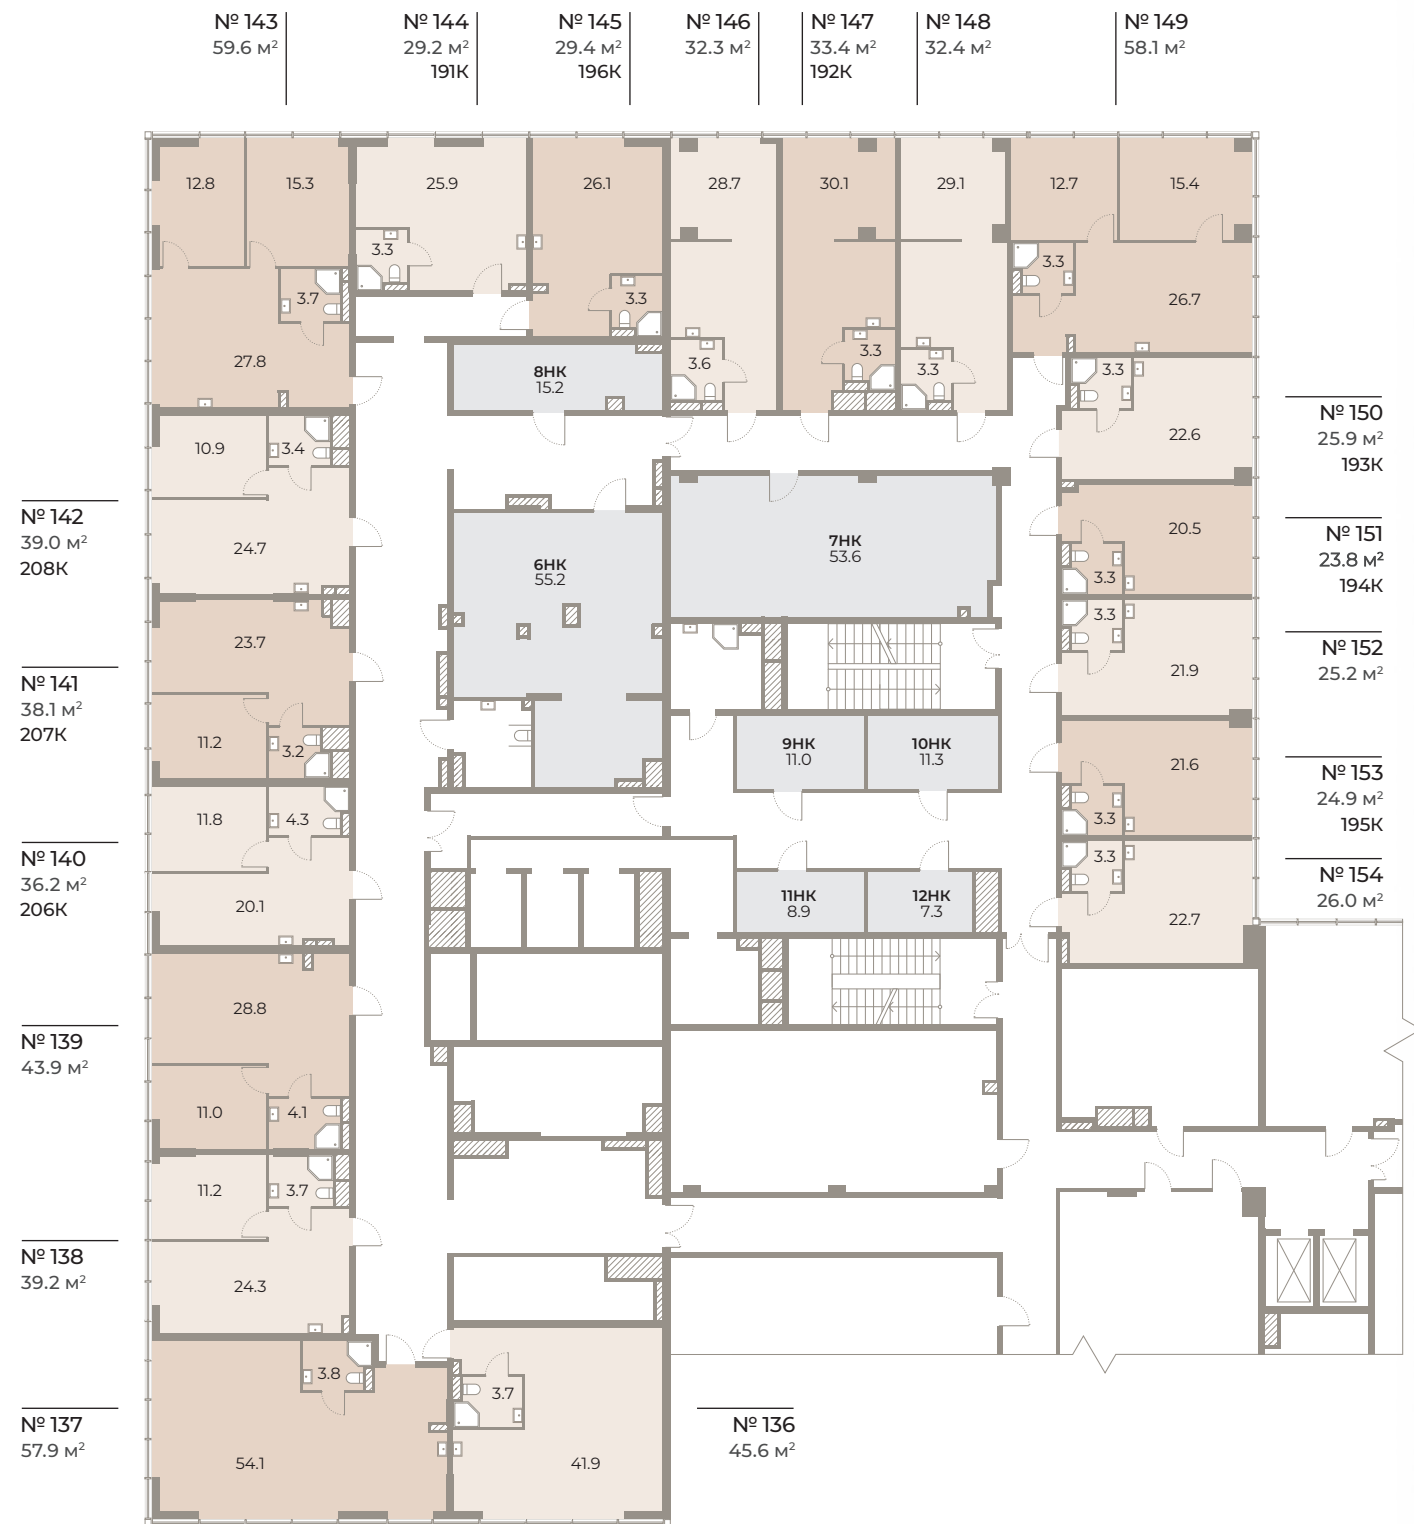 № 143
59.6 м²
№ 144
29.2 м²
191К
№ 145
29.4 м²
196К
№ 146
32.3 м²
№ 147
33.4 м²
192К
№ 148
32.4 м²
№ 149
58.1 м²
12.8
15.3
25.9
26.1
28.7
30.1
29.1
12.7
15.4
3.3
3.3
3.7
3.3
26.7
27.8
3.6
3.3
3.3
3.3
8НК
15.2
№ 150
25.9 м²
193К
22.6
10.9
3.4
№ 142
39.0 м²
208К
24.7
6НК
55.2
7НК
53.6
20.5
3.3
№ 151
23.8 м²
194К
23.7
3.3
21.9
№ 152
25.2 м²
№ 141
38.1 м²
207К
11.2
3.2
9НК
11.0
10НК
11.3
21.6
3.3
№ 153
24.9 м²
195К
11.8
4.3
№ 140
36.2 м²
206К
20.1
11НК
8.9
12НК
7.3
3.3
22.7
№ 154
26.0 м²
28.8
№ 139
43.9 м²
11.0
4.1
11.2
3.7
№ 138
39.2 м²
24.3
3.8
3.7
№ 137
57.9 м²
54.1
41.9
№ 136
45.6 м²